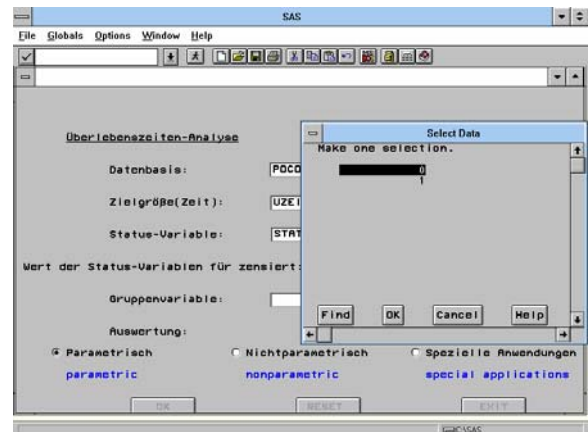 SAS
File Globals Options Window Help
Überlebenszeiten-Analyse
Datenbasis: POCO
Zielgröße(Zeit): UZEI
Status-Variable: STAT
Wert der Status-Variablen für zensiert:
Gruppenvariable:
Auswertung:
Parametrisch Nichtparametrisch Spezielle Anwendungen
parametric nonparametric special applications
OK RESET EXIT
Select Data
Make one selection.
0
1
Find OK Cancel Help
C:\SAS